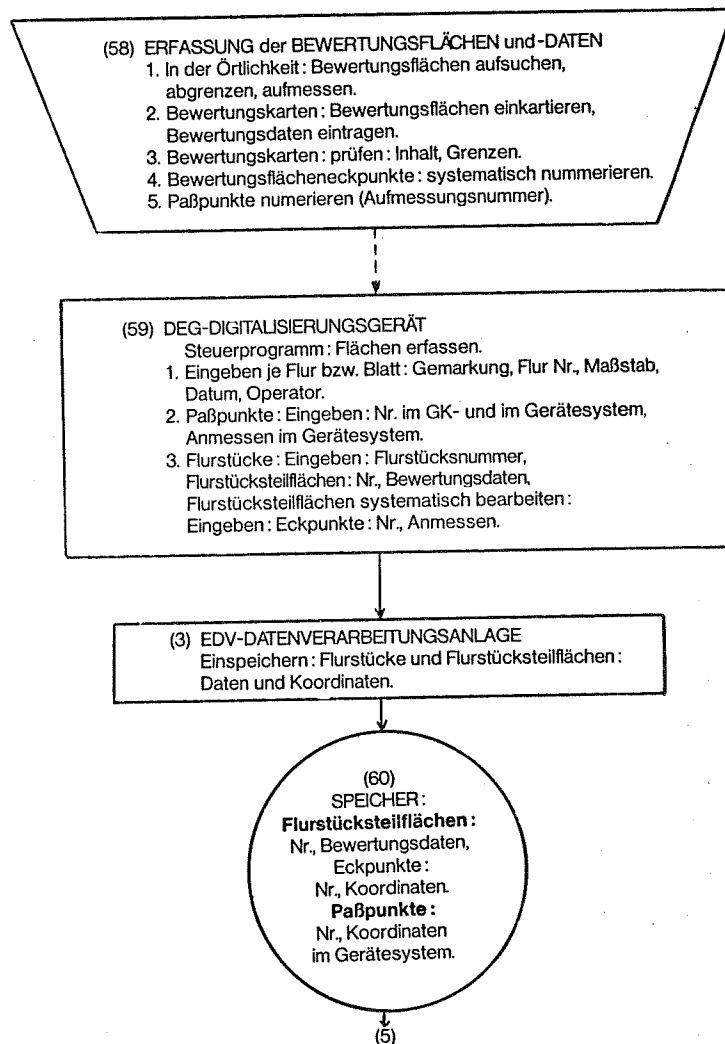 (58) ERFASSUNG der BEWERTUNGSFLÄCHEN und-DATEN
1. In der Örtlichkeit: Bewertungsflächen aufsuchen,
abgrenzen, aufmessen.
2. Bewertungskarten: Bewertungsflächen einkartieren,
Bewertungsdaten eintragen.
3. Bewertungskarten: prüfen: Inhalt, Grenzen.
4. Bewertungsflächeneckpunkte: systematisch nummerieren.
5. Paßpunkte numerieren (Aufmessungsnummer).
(59) DEG-DIGITALISIERUNGSGERÄT
Steuerprogramm: Flächen erfassen.
1. Eingeben je Flur bzw. Blatt: Gemarkung, Flur Nr., Maßstab,
Datum, Operator.
2. Paßpunkte: Eingeben: Nr. im GK- und im Gerätesystem,
Anmessen im Gerätesystem.
3. Flurstücke: Eingeben: Flurstücksnummer,
Flurstücksteilflächen: Nr., Bewertungsdaten,
Flurstücksteilflächen systematisch bearbeiten:
Eingeben: Eckpunkte: Nr., Anmessen.
(3) EDV-DATENVERARBEITUNGSANLAGE
Einspeichern: Flurstücke und Flurstücksteilflächen:
Daten und Koordinaten.
(60)
SPEICHER:
Flurstücksteilflächen:
Nr., Bewertungsdaten,
Eckpunkte:
Nr., Koordinaten.
Paßpunkte:
Nr., Koordinaten
im Gerätesystem.
(5)